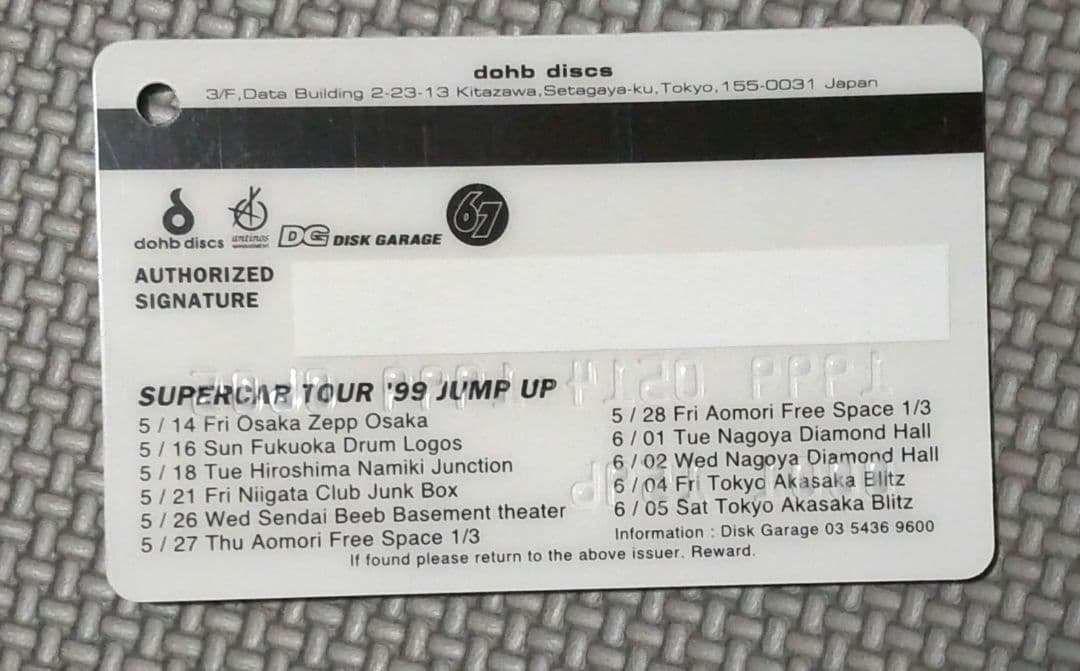 dohb discs
3/F,Data Building 2-23-13 Kitazawa,Setagaya-ku,Tokyo,155-0031 Japan
dohb discs
antinos
DG DISK GARAGE
67
AUTHORIZED
SIGNATURE
SUPERCAR TOUR '99 JUMP UP
5 / 14 Fri Osaka Zepp Osaka
5 / 16 Sun Fukuoka Drum Logos
5 / 18 Tue Hiroshima Namiki Junction
5 / 21 Fri Niigata Club Junk Box
5 / 26 Wed Sendai Beeb Basement theater
5 / 27 Thu Aomori Free Space 1/3
5 / 28 Fri Aomori Free Space 1/3
6 / 01 Tue Nagoya Diamond Hall
6 / 02 Wed Nagoya Diamond Hall
6 / 04 Fri Tokyo Akasaka Blitz
6 / 05 Sat Tokyo Akasaka Blitz
Information : Disk Garage 03 5436 9600
If found please return to the above issuer. Reward.